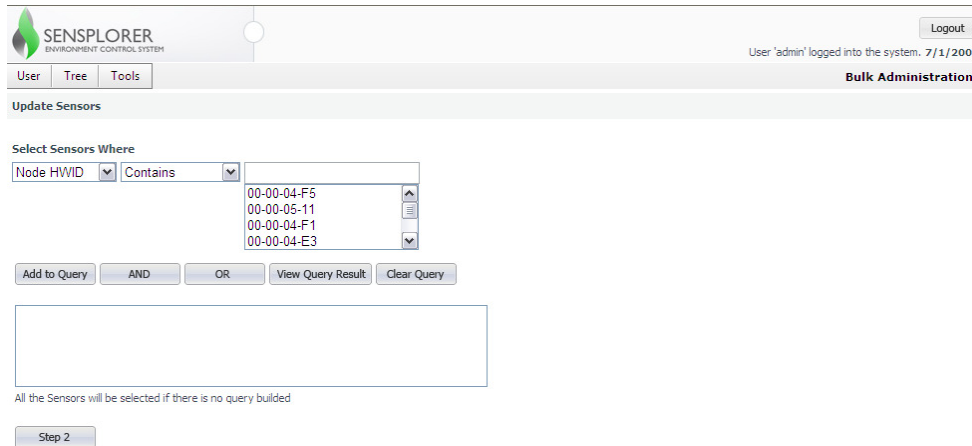 SENSPLORER
ENVIRONMENT CONTROL SYSTEM
Logout
User 'admin' logged into the system. 7/1/200
User Tree Tools
Bulk Administration
Update Sensors
Select Sensors Where
Node HWID Contains
00-00-04-F5
00-00-05-11
00-00-04-F1
00-00-04-E3
Add to Query AND OR View Query Result Clear Query
All the Sensors will be selected if there is no query builded
Step 2